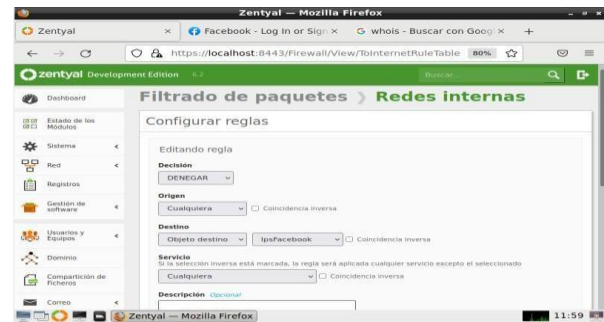 Zentyal — Mozilla Firefox
Zentyal
Facebook - Log In or Sign
whois - Buscar con Goog
https://localhost:8443/Firewall/View/ToInternetRuleTable 80%
zentyal Development Edition 6.2
Buscar...
Dashboard
Estado de los Módulos
Sistema
Red
Registros
Gestión de software
Usuarios y Equipos
Dominio
Compartición de Ficheros
Correo
Filtrado de paquetes Redes internas
Configurar reglas
Editando regla
Decisión
DENEGAR
Origen
Cualquiera Coincidencia inversa
Destino
Objeto destino IpsFacebook Coincidencia inversa
Servicio
Si la selección inversa está marcada, la regla será aplicada cualquier servicio excepto el seleccionado
Cualquiera Coincidencia inversa
Descripción Opcional
Zentyal — Mozilla Firefox
11:59